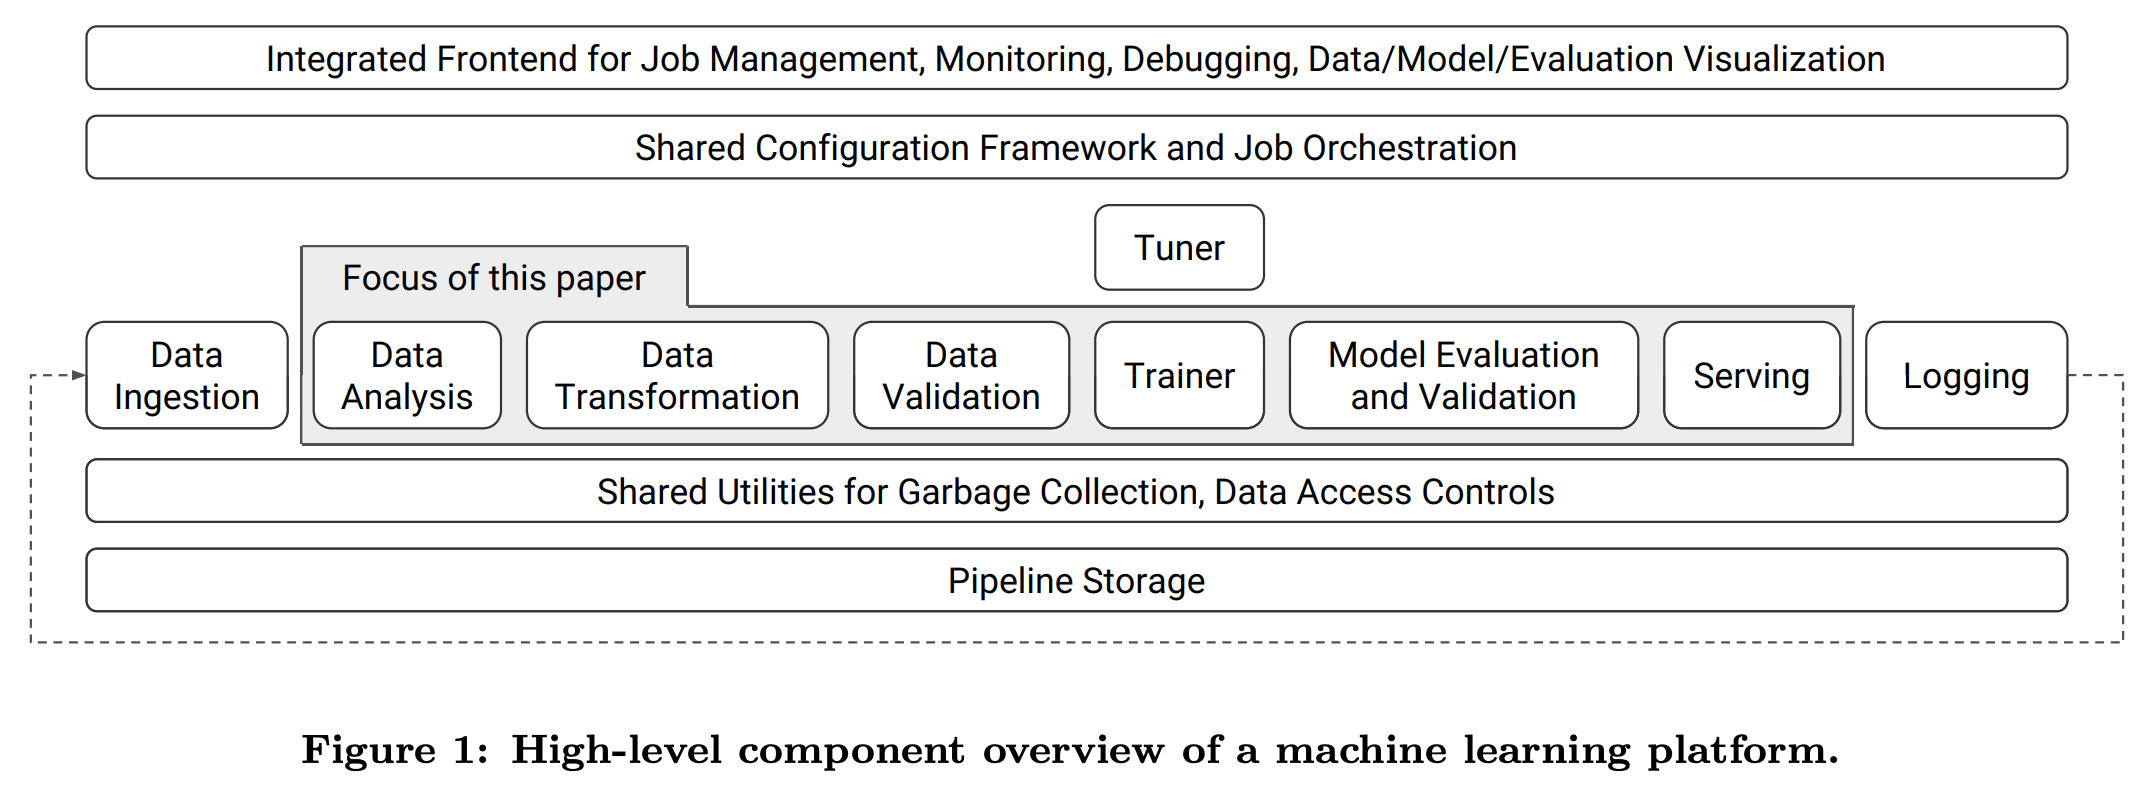 Integrated Frontend for Job Management, Monitoring, Debugging, Data/Model/Evaluation Visualization
Shared Configuration Framework and Job Orchestration
Tuner
Focus of this paper
Data
Ingestion
Data
Analysis
Data
Transformation
Data
Validation
Trainer
Model Evaluation
and Validation
Serving
Logging
Shared Utilities for Garbage Collection, Data Access Controls
Pipeline Storage
Figure 1: High-level component overview of a machine learning platform.